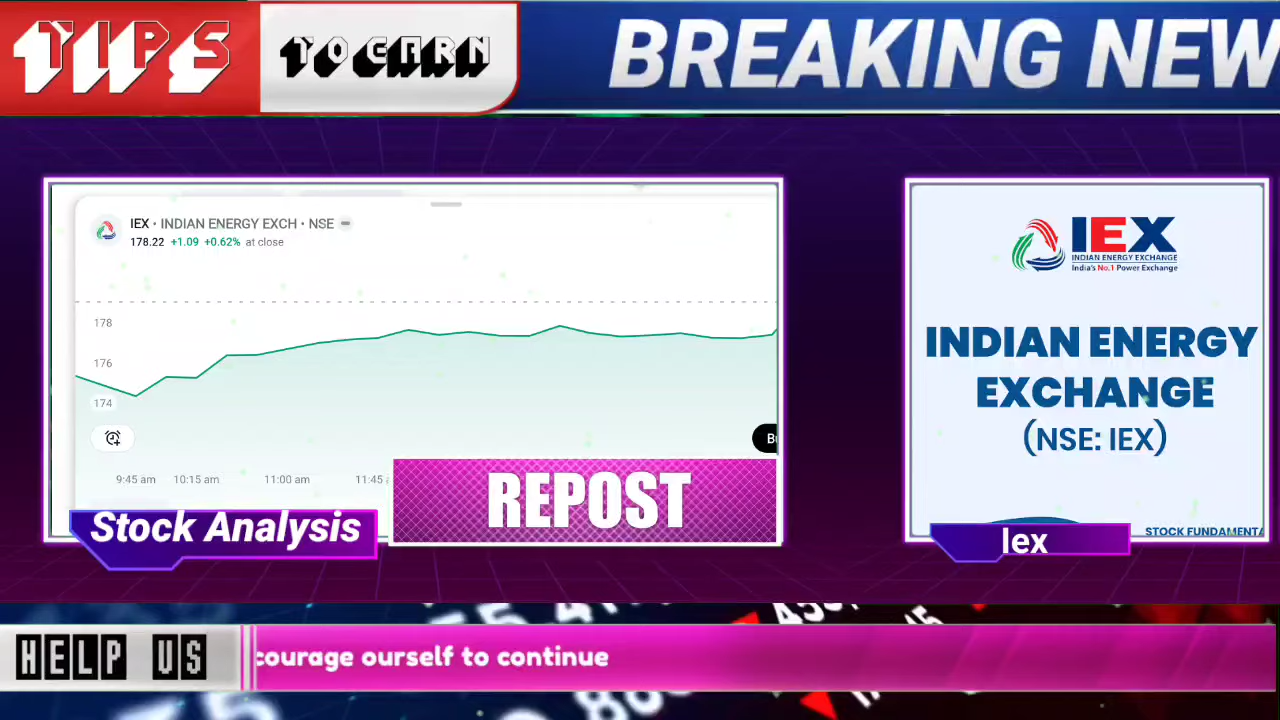 TIPS
TO EARN
BREAKING NEW
IEX • INDIAN ENERGY EXCH • NSE
178.22 +1.09 +0.62% at close
178
176
174
9:45 am 10:15 am 11:00 am 11:45
REPOST
Stock Analysis
IEX
INDIAN ENERGY EXCHANGE
India's No.1 Power Exchange
INDIAN ENERGY
EXCHANGE
(NSE: IEX)
STOCK FUNDAMENTA
Iex
HELP US
courage ourself to continue